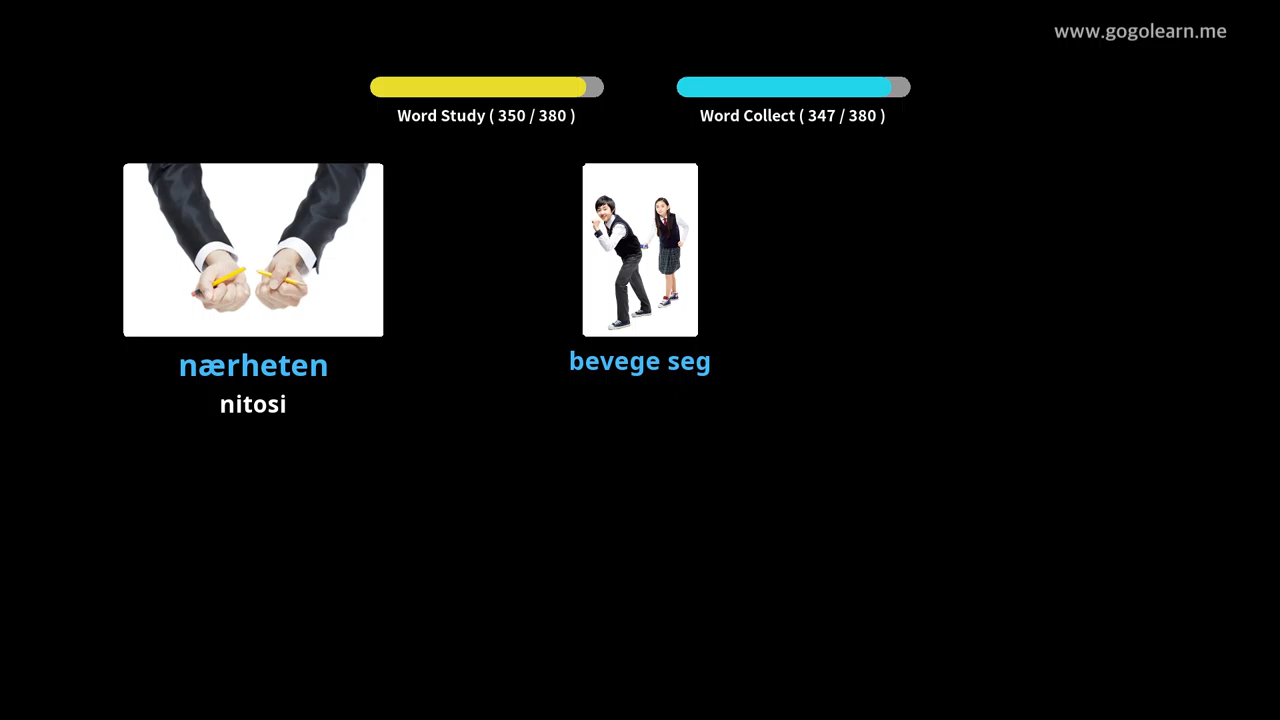 www.gogolearn.me
Word Study ( 350 / 380 )
Word Collect ( 347 / 380 )
nærheten
nitosi
bevege seg